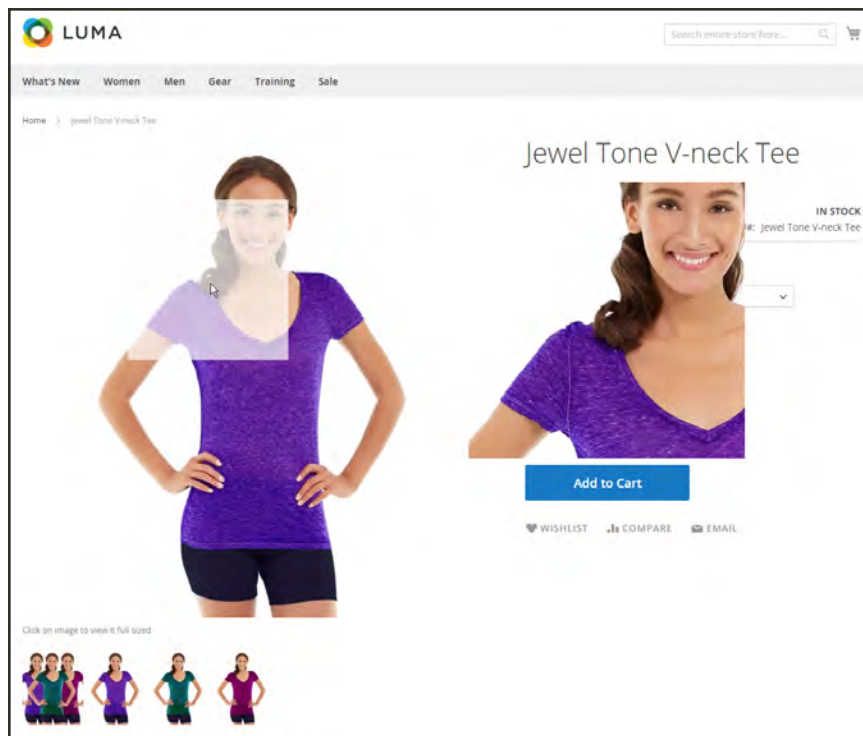 LUMA
Search entire store here...
What's New Women Men Gear Training Sale
Home > Jewel Tone V-neck Tee
Jewel Tone V-neck Tee
IN STOCK
#: Jewel Tone V-neck Tee
Add to Cart
WISHLIST COMPARE EMAIL
Click on image to view it full sized